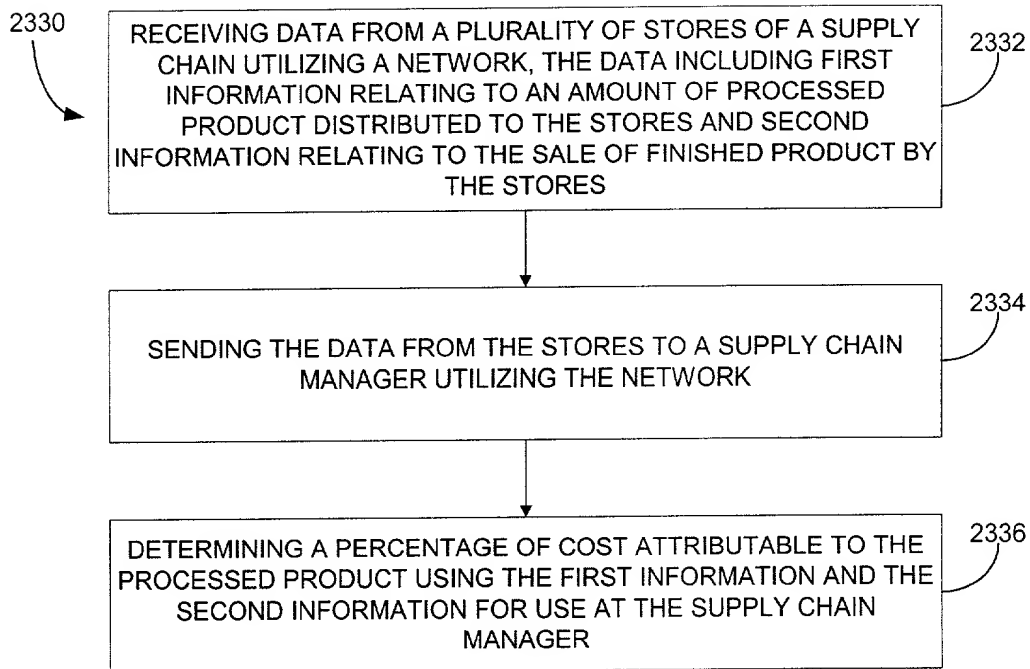 2330
RECEIVING DATA FROM A PLURALITY OF STORES OF A SUPPLY
CHAIN UTILIZING A NETWORK, THE DATA INCLUDING FIRST
INFORMATION RELATING TO AN AMOUNT OF PROCESSED
PRODUCT DISTRIBUTED TO THE STORES AND SECOND
INFORMATION RELATING TO THE SALE OF FINISHED PRODUCT BY
THE STORES
2332
SENDING THE DATA FROM THE STORES TO A SUPPLY CHAIN
MANAGER UTILIZING THE NETWORK
2334
DETERMINING A PERCENTAGE OF COST ATTRIBUTABLE TO THE
PROCESSED PRODUCT USING THE FIRST INFORMATION AND THE
SECOND INFORMATION FOR USE AT THE SUPPLY CHAIN
MANAGER
2336